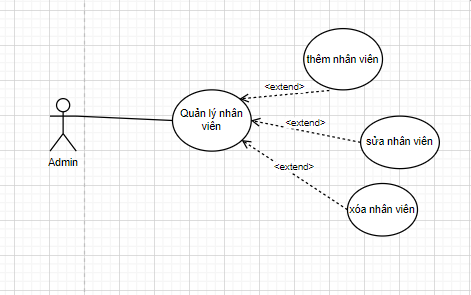 thêm nhân viên
<extend>
Quản lý nhân
viên
<extend>
sửa nhân viên
Admin
<extend>
xóa nhân viên